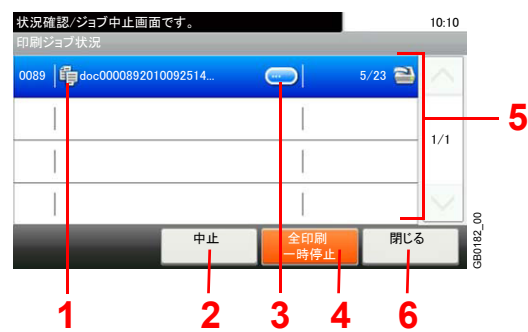 状況確認/ジョブ中止画面です。 10:10
印刷ジョブ状況
0089 doc0000892010092514... 5/23
1/1
中止 全印刷 閉じる
一時停止
GB0182_00
1 2 3 4 5 6